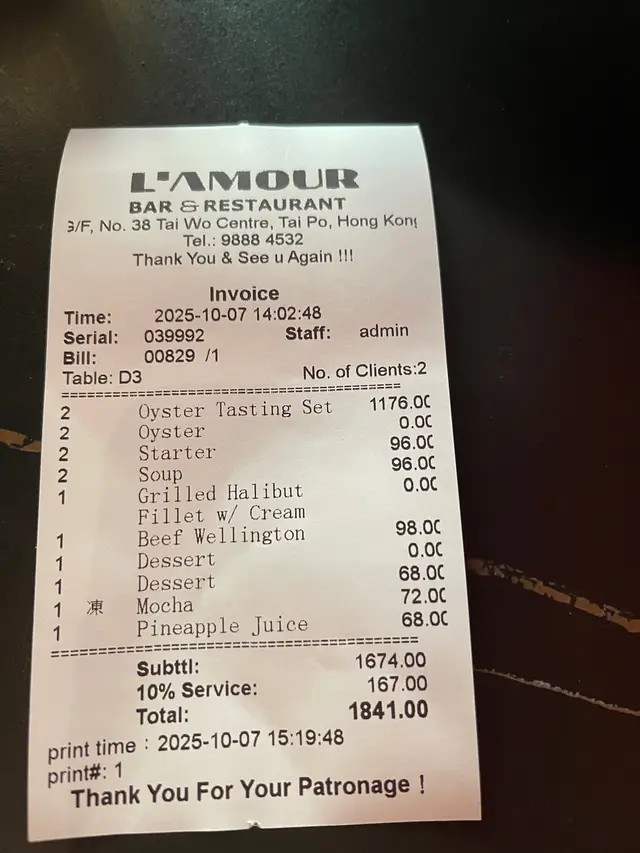 L'AMOUR
BAR & RESTAURANT
G/F, No. 38 Tai Wo Centre, Tai Po, Hong Kong
Tel.: 9888 4532
Thank You & See u Again !!!
Invoice
Time: 2025-10-07 14:02:48
Serial: 039992 Staff: admin
Bill: 00829 /1
Table: D3 No. of Clients:2
2 Oyster Tasting Set 1176.00
2 Oyster 0.00
2 Starter 96.00
2 Soup 96.00
1 Grilled Halibut 0.00
Fillet w/ Cream
1 Beef Wellington 98.00
1 Dessert 0.00
1 Dessert 68.00
1 凍 Mocha 72.00
1 Pineapple Juice 68.00
Subttl: 1674.00
10% Service: 167.00
Total: 1841.00
print time : 2025-10-07 15:19:48
print#: 1
Thank You For Your Patronage !